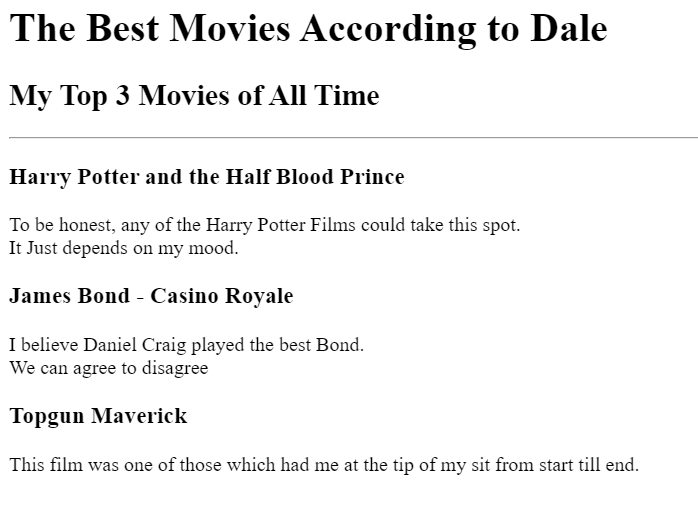 The Best Movies According to Dale
My Top 3 Movies of All Time
Harry Potter and the Half Blood Prince
To be honest, any of the Harry Potter Films could take this spot.
It Just depends on my mood.
James Bond - Casino Royale
I believe Daniel Craig played the best Bond.
We can agree to disagree
Topgun Maverick
This film was one of those which had me at the tip of my sit from start till end.